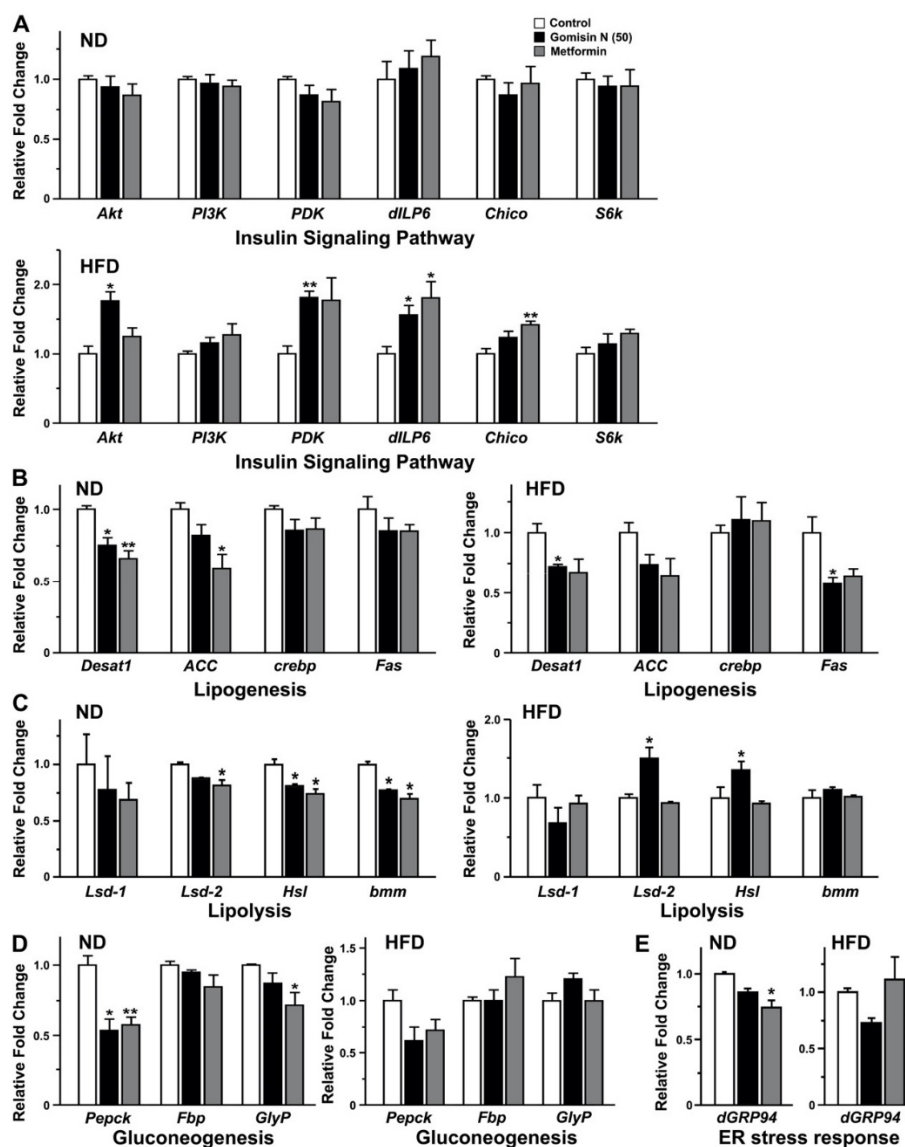 A
Control
Gomisin N (50)
Metformin
ND
Relative Fold Change
1.0
0.5
0
Akt PI3K PDK dILP6 Chico S6k
Insulin Signaling Pathway
HFD
Relative Fold Change
2.0
1.0
0
* ** * * **
Akt PI3K PDK dILP6 Chico S6k
Insulin Signaling Pathway
B
ND
Relative Fold Change
1.0
0.5
0
* ** *
Desat1 ACC crebp Fas
Lipogenesis
HFD
Relative Fold Change
1.0
0.5
0
* *
Desat1 ACC crebp Fas
Lipogenesis
C
ND
Relative Fold Change
1.0
0.5
0
* * * * *
Lsd-1 Lsd-2 Hsl bmm
Lipolysis
HFD
Relative Fold Change
2.0
1.0
0
* *
Lsd-1 Lsd-2 Hsl bmm
Lipolysis
D
ND
Relative Fold Change
1.0
0.5
0
* ** *
Pepck Fbp GlyP
Gluconeogenesis
HFD
Relative Fold Change
1.5
1.0
0.5
0
Pepck Fbp GlyP
Gluconeogenesis
E
ND
Relative Fold Change
1.0
0.5
0
*
dGRP94
HFD
1.0
0.5
0
dGRP94
ER stress response